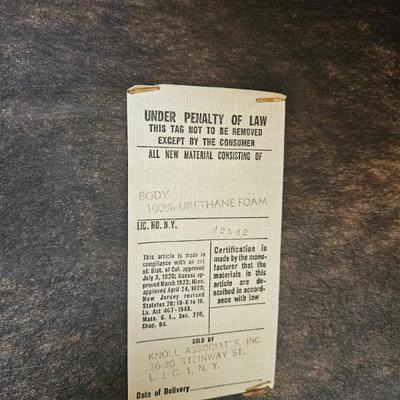 UNDER PENALTY OF LAW
THIS TAG NOT TO BE REMOVED
EXCEPT BY THE CONSUMER
ALL NEW MATERIAL CONSISTING OF
BODY
100% URETHANE FOAM
LIC. NO. N.Y. 42542
This article is made in
compliance with an act
of: Dist. of Col. approved
July 3, 1926; Kansas ap-
proved March 1923; Minn.
approved April 24, 1929;
New Jersey revised
Statutes 26: 10-6 to 18.
La. Act 467-1948.
Mass. G. L., Sec. 270,
Chap. 94.
Certification is
made by the manu-
facturer that the
materials in this
article are de-
scribed in accord-
ance with law
SOLD BY
KNOLL ASSOCIATES, INC.
36-30 STEINWAY ST.
L. I. C. 1, N. Y.
Date of Delivery